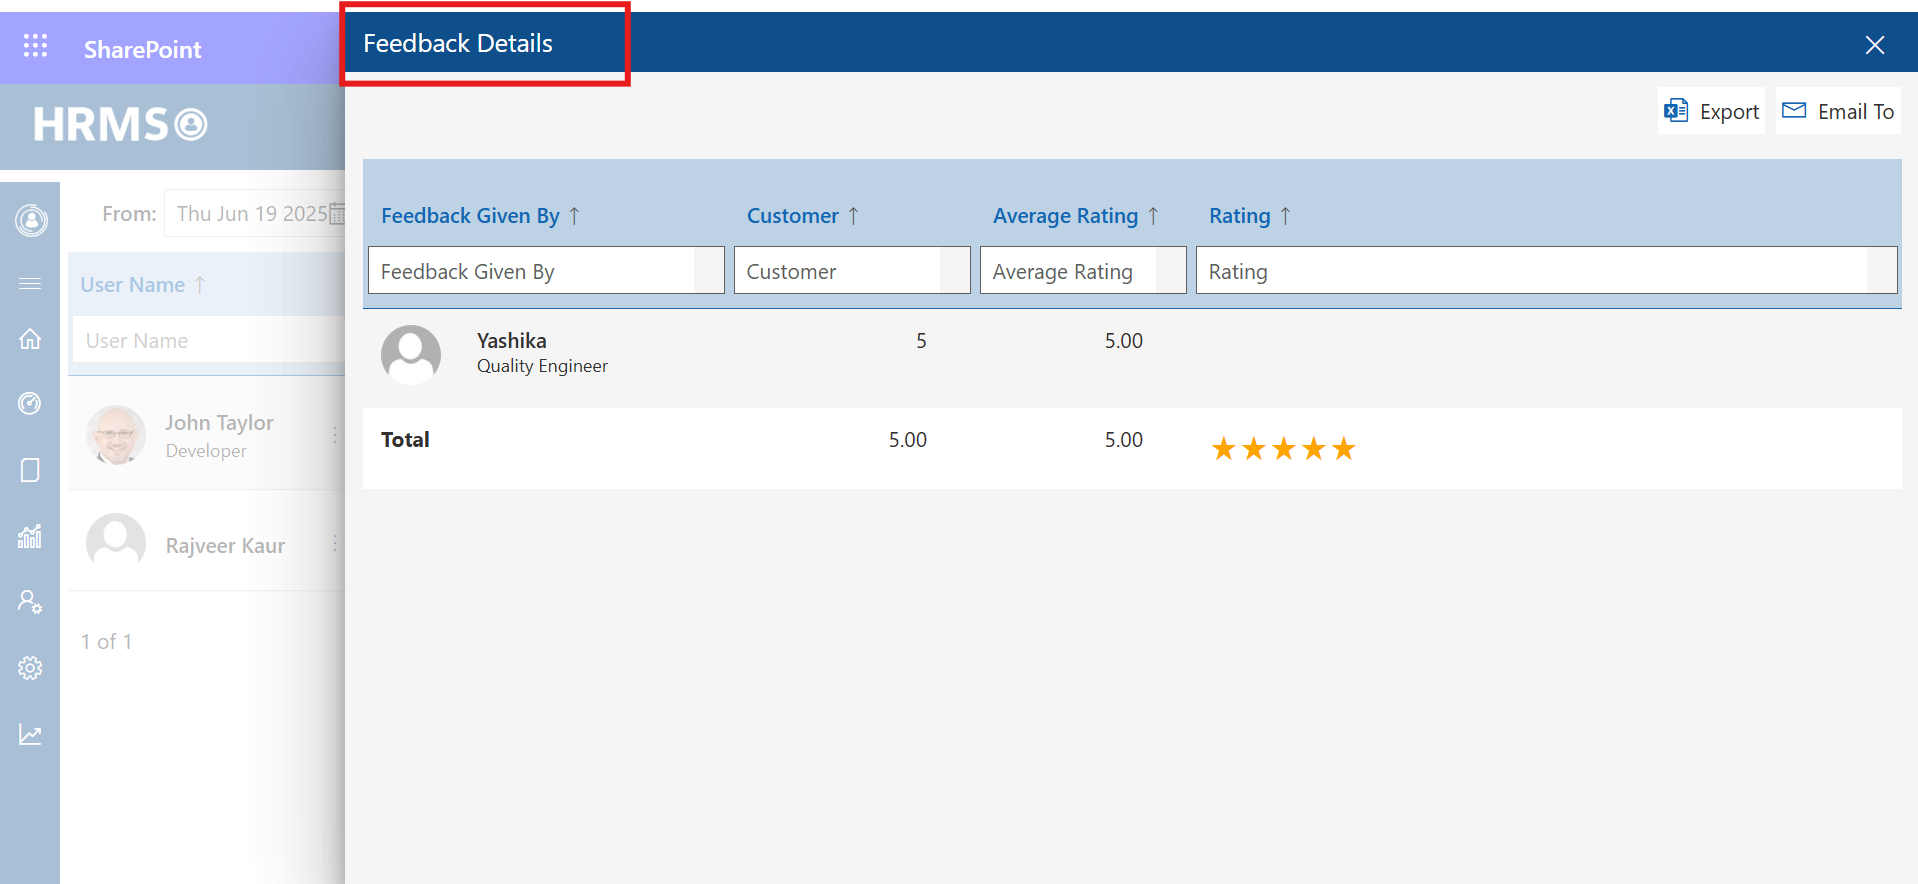 SharePoint
Feedback Details
HRMS
Export
Email To
From: Thu Jun 19 2025
Feedback Given By ↑ Customer ↑ Average Rating ↑ Rating ↑
Feedback Given By Customer Average Rating Rating
User Name ↑
User Name
Yashika 5 5.00
Quality Engineer
John Taylor
Developer
Total 5.00 5.00 ★★★★★
Rajveer Kaur
1 of 1